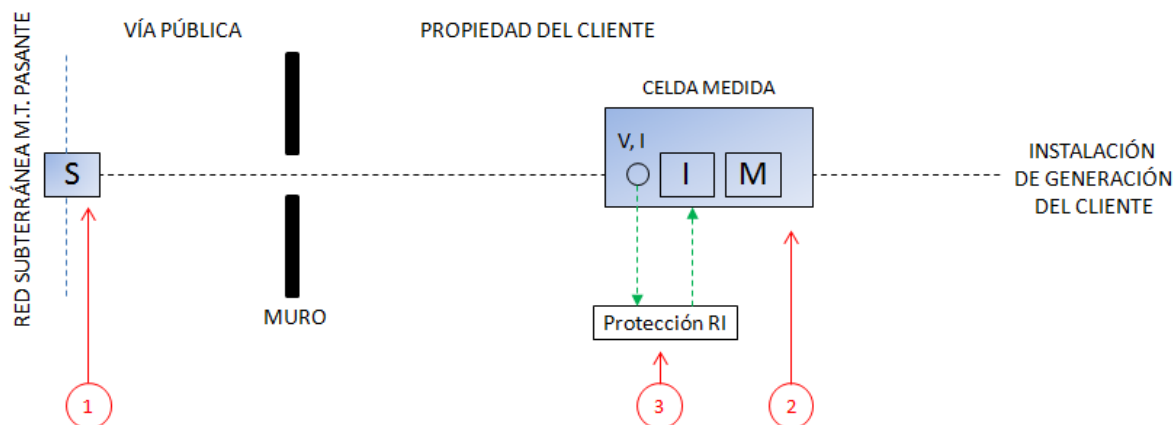 VÍA PÚBLICA
PROPIEDAD DEL CLIENTE
RED SUBTERRÁNEA M.T. PASANTE
CELDA MEDIDA
V, I
S
I
M
INSTALACIÓN
DE GENERACIÓN
DEL CLIENTE
MURO
Protección RI
1
3
2